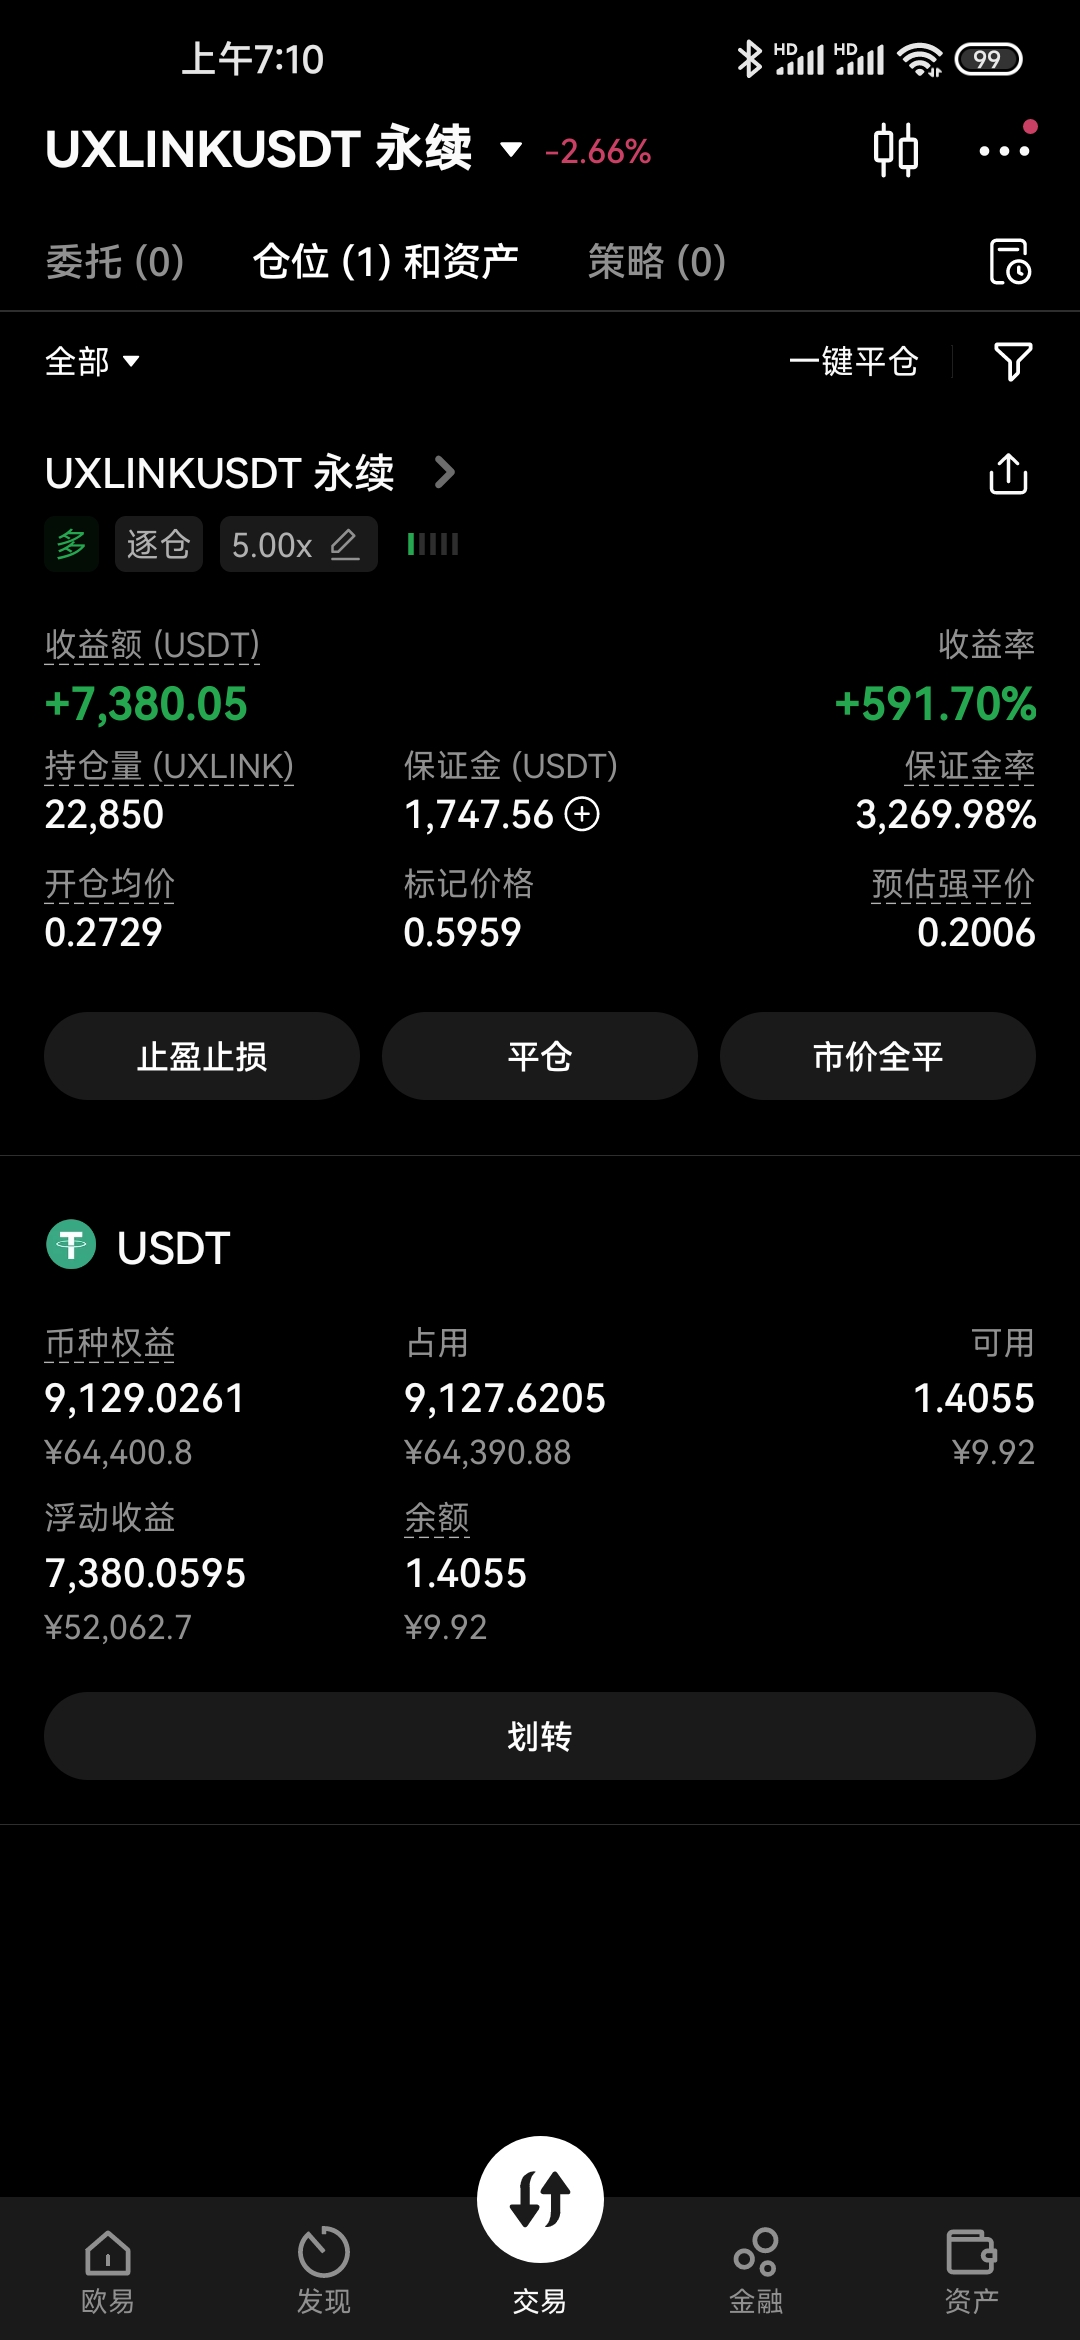 上午7:10 HD HD 99
UXLINKUSDT 永续 -2.66%
委托 (0) 仓位 (1) 和资产 策略 (0)
全部 一键平仓
UXLINKUSDT 永续
多 逐仓 5.00x
收益额 (USDT) 收益率
+7,380.05 +591.70%
持仓量 (UXLINK) 保证金 (USDT) 保证金率
22,850 1,747.56 3,269.98%
开仓均价 标记价格 预估强平价
0.2729 0.5959 0.2006
止盈止损 平仓 市价全平
USDT
币种权益 占用 可用
9,129.0261 9,127.6205 1.4055
¥64,400.8 ¥64,390.88 ¥9.92
浮动收益 余额
7,380.0595 1.4055
¥52,062.7 ¥9.92
划转
欧易 发现 交易 金融 资产